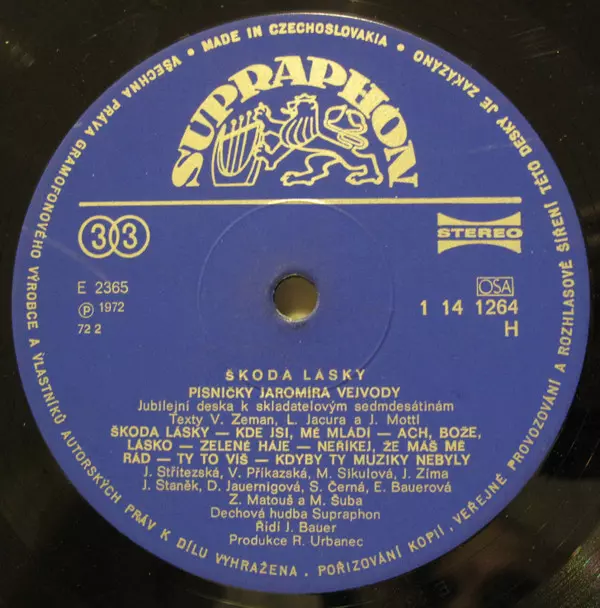 VŠECHNA PRÁVA GRAMOFONOVÉHO VÝROBCE A VLASTNÍKŮ AUTORSKÝCH PRÁV K DÍLU VYHRAŽENA. POŘIZOVÁNÍ KOPIÍ, VEŘEJNÉ PROVOZOVÁNÍ A ROZHLASOVÉ ŠÍŘENÍ TÉTO DESKY JE ZAKÁZÁNO • MADE IN CZECHOSLOVAKIA •
SUPRAPHON
33
STEREO
E 2365
℗ 1972
72 2
OSA
1 14 1264
H
ŠKODA LÁSKY
PÍSNIČKY JAROMÍRA VEJVODY
Jubilejní deska k skladatelovým sedmdesátinám
Texty V. Zeman, L. Jacura a J. Mottl
ŠKODA LÁSKY — KDE JSI, MÉ MLÁDÍ — ACH, BOŽE,
LÁSKO — ZELENÉ HÁJE — NEŘÍKEJ, ŽE MÁŠ MĚ
RÁD — TY TO VÍŠ — KDYBY TY MUZIKY NEBYLY
J. Střítezská, V. Příkazská, M. Sikulová, J. Zíma
J. Staněk, D. Jauernigová, S. Černá, E. Bauerová
Z. Matouš a M. Šuba
Dechová hudba Supraphon
Řídí J. Bauer
Produkce R. Urbanec